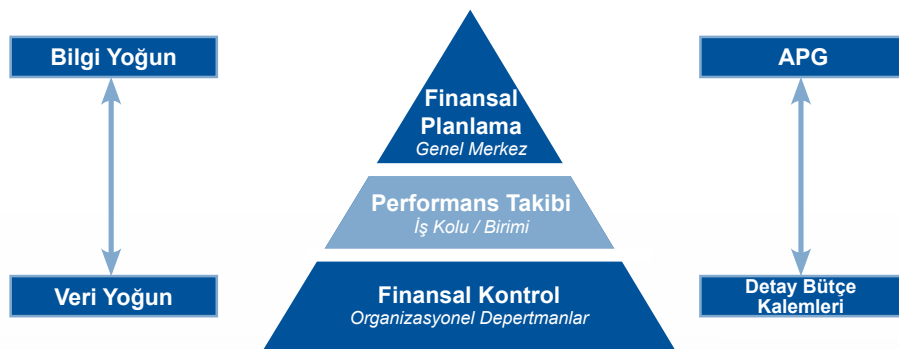 Bilgi Yoğun
APG
Finansal
Planlama
Genel Merkez
Performans Takibi
İş Kolu / Birimi
Veri Yoğun
Finansal Kontrol
Organizasyonel Depertmanlar
Detay Bütçe
Kalemleri